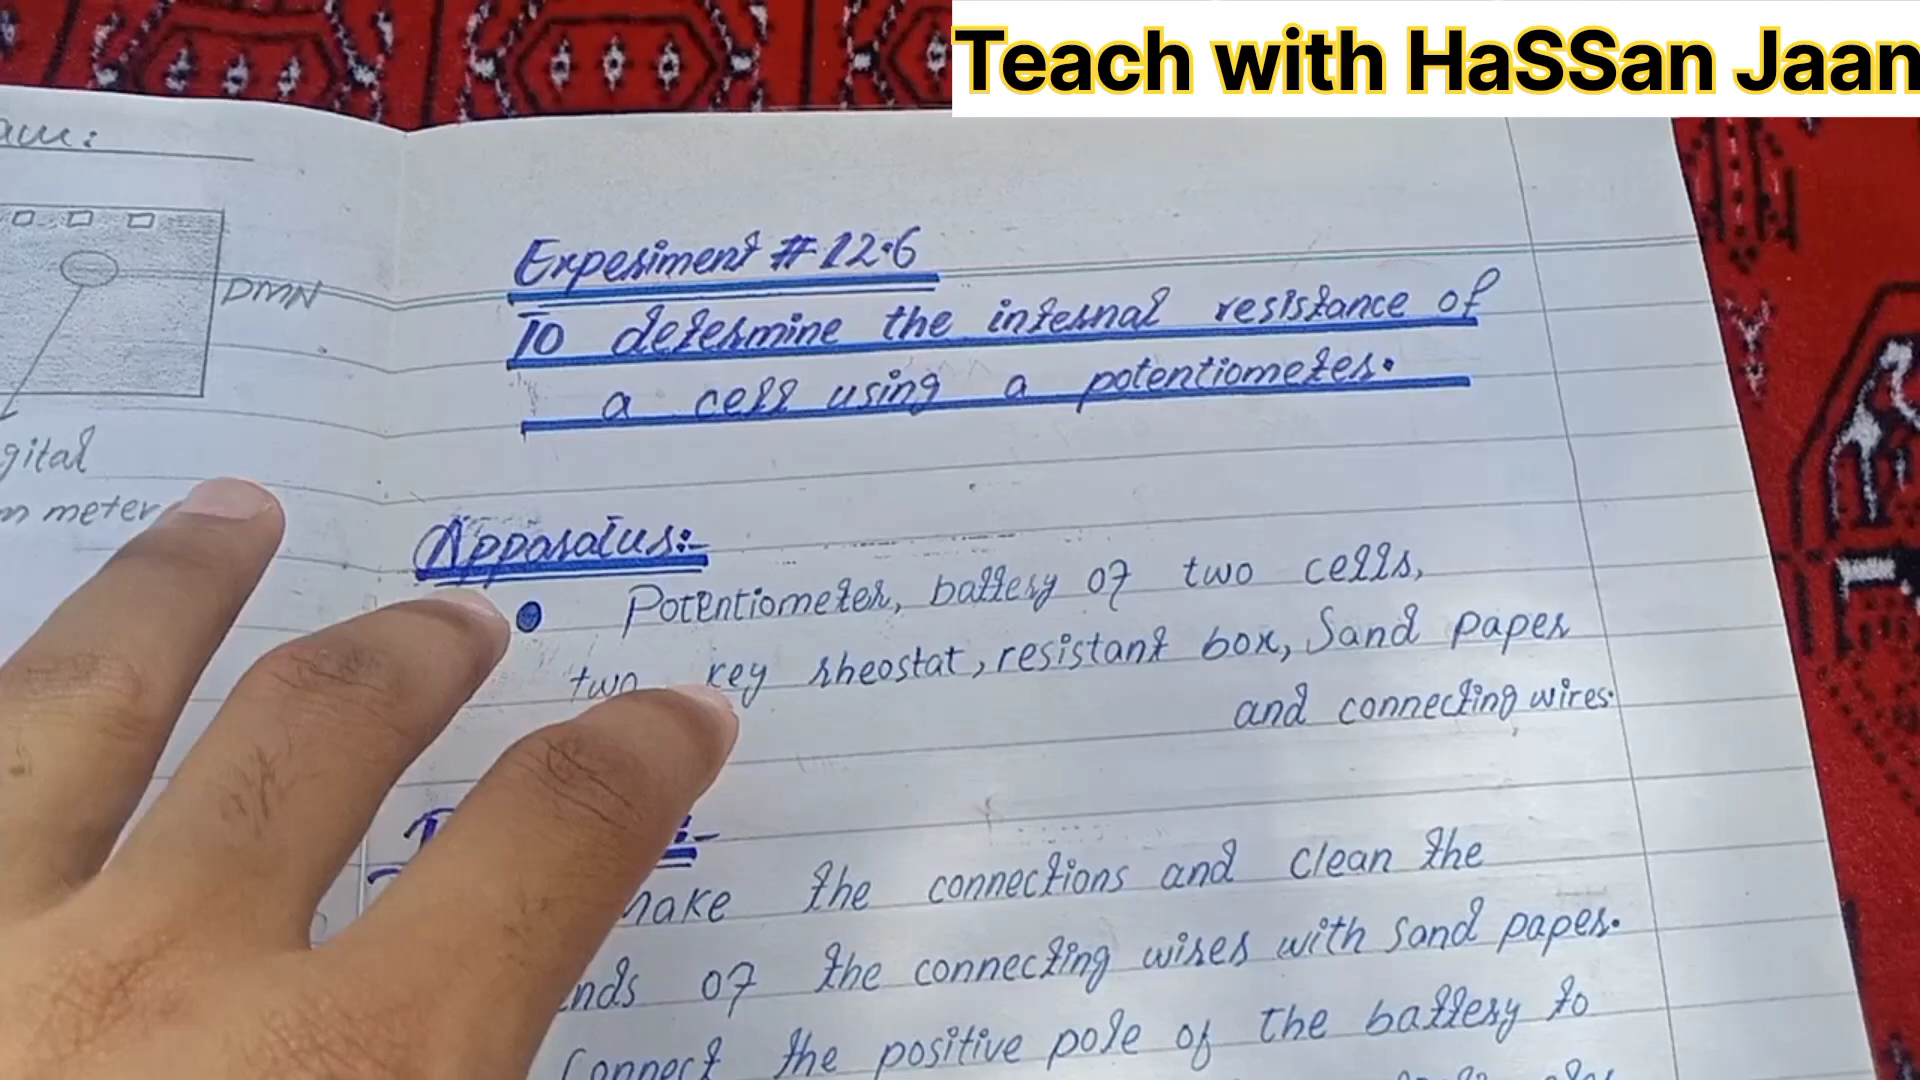 Teach with HaSSan Jaan
DMN
gital
meter
Experiment # 12.6
To determine the internal resistance of
a cell using a potentiometer.
Apparatus:-
Potentiometer, battery of two cells,
two key rheostat, resistant box, Sand paper
and connecting wires.
make the connections and clean the
of the connecting wires with sand paper.
Connect the positive pole of the battery to